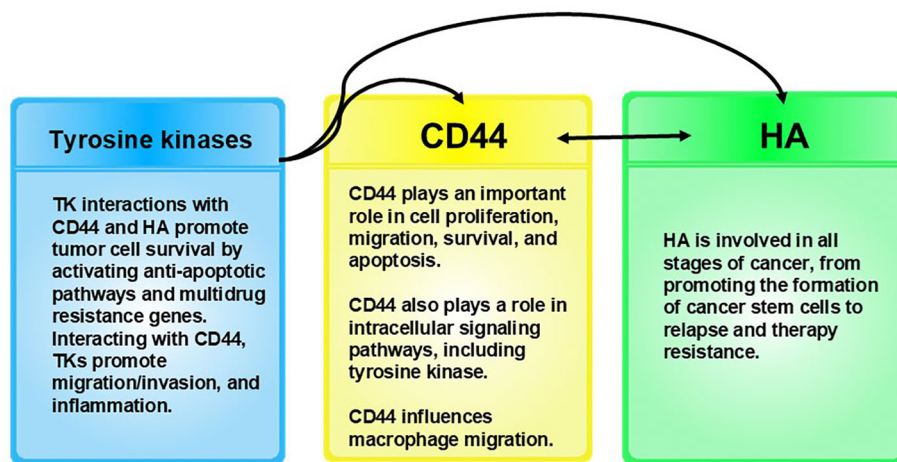 Tyrosine kinases
TK interactions with
CD44 and HA promote
tumor cell survival by
activating anti-apoptotic
pathways and multidrug
resistance genes.
Interacting with CD44,
TKs promote
migration/invasion, and
inflammation.
CD44
CD44 plays an important
role in cell proliferation,
migration, survival, and
apoptosis.
CD44 also plays a role in
intracellular signaling
pathways, including
tyrosine kinase.
CD44 influences
macrophage migration.
HA
HA is involved in all
stages of cancer, from
promoting the formation
of cancer stem cells to
relapse and therapy
resistance.